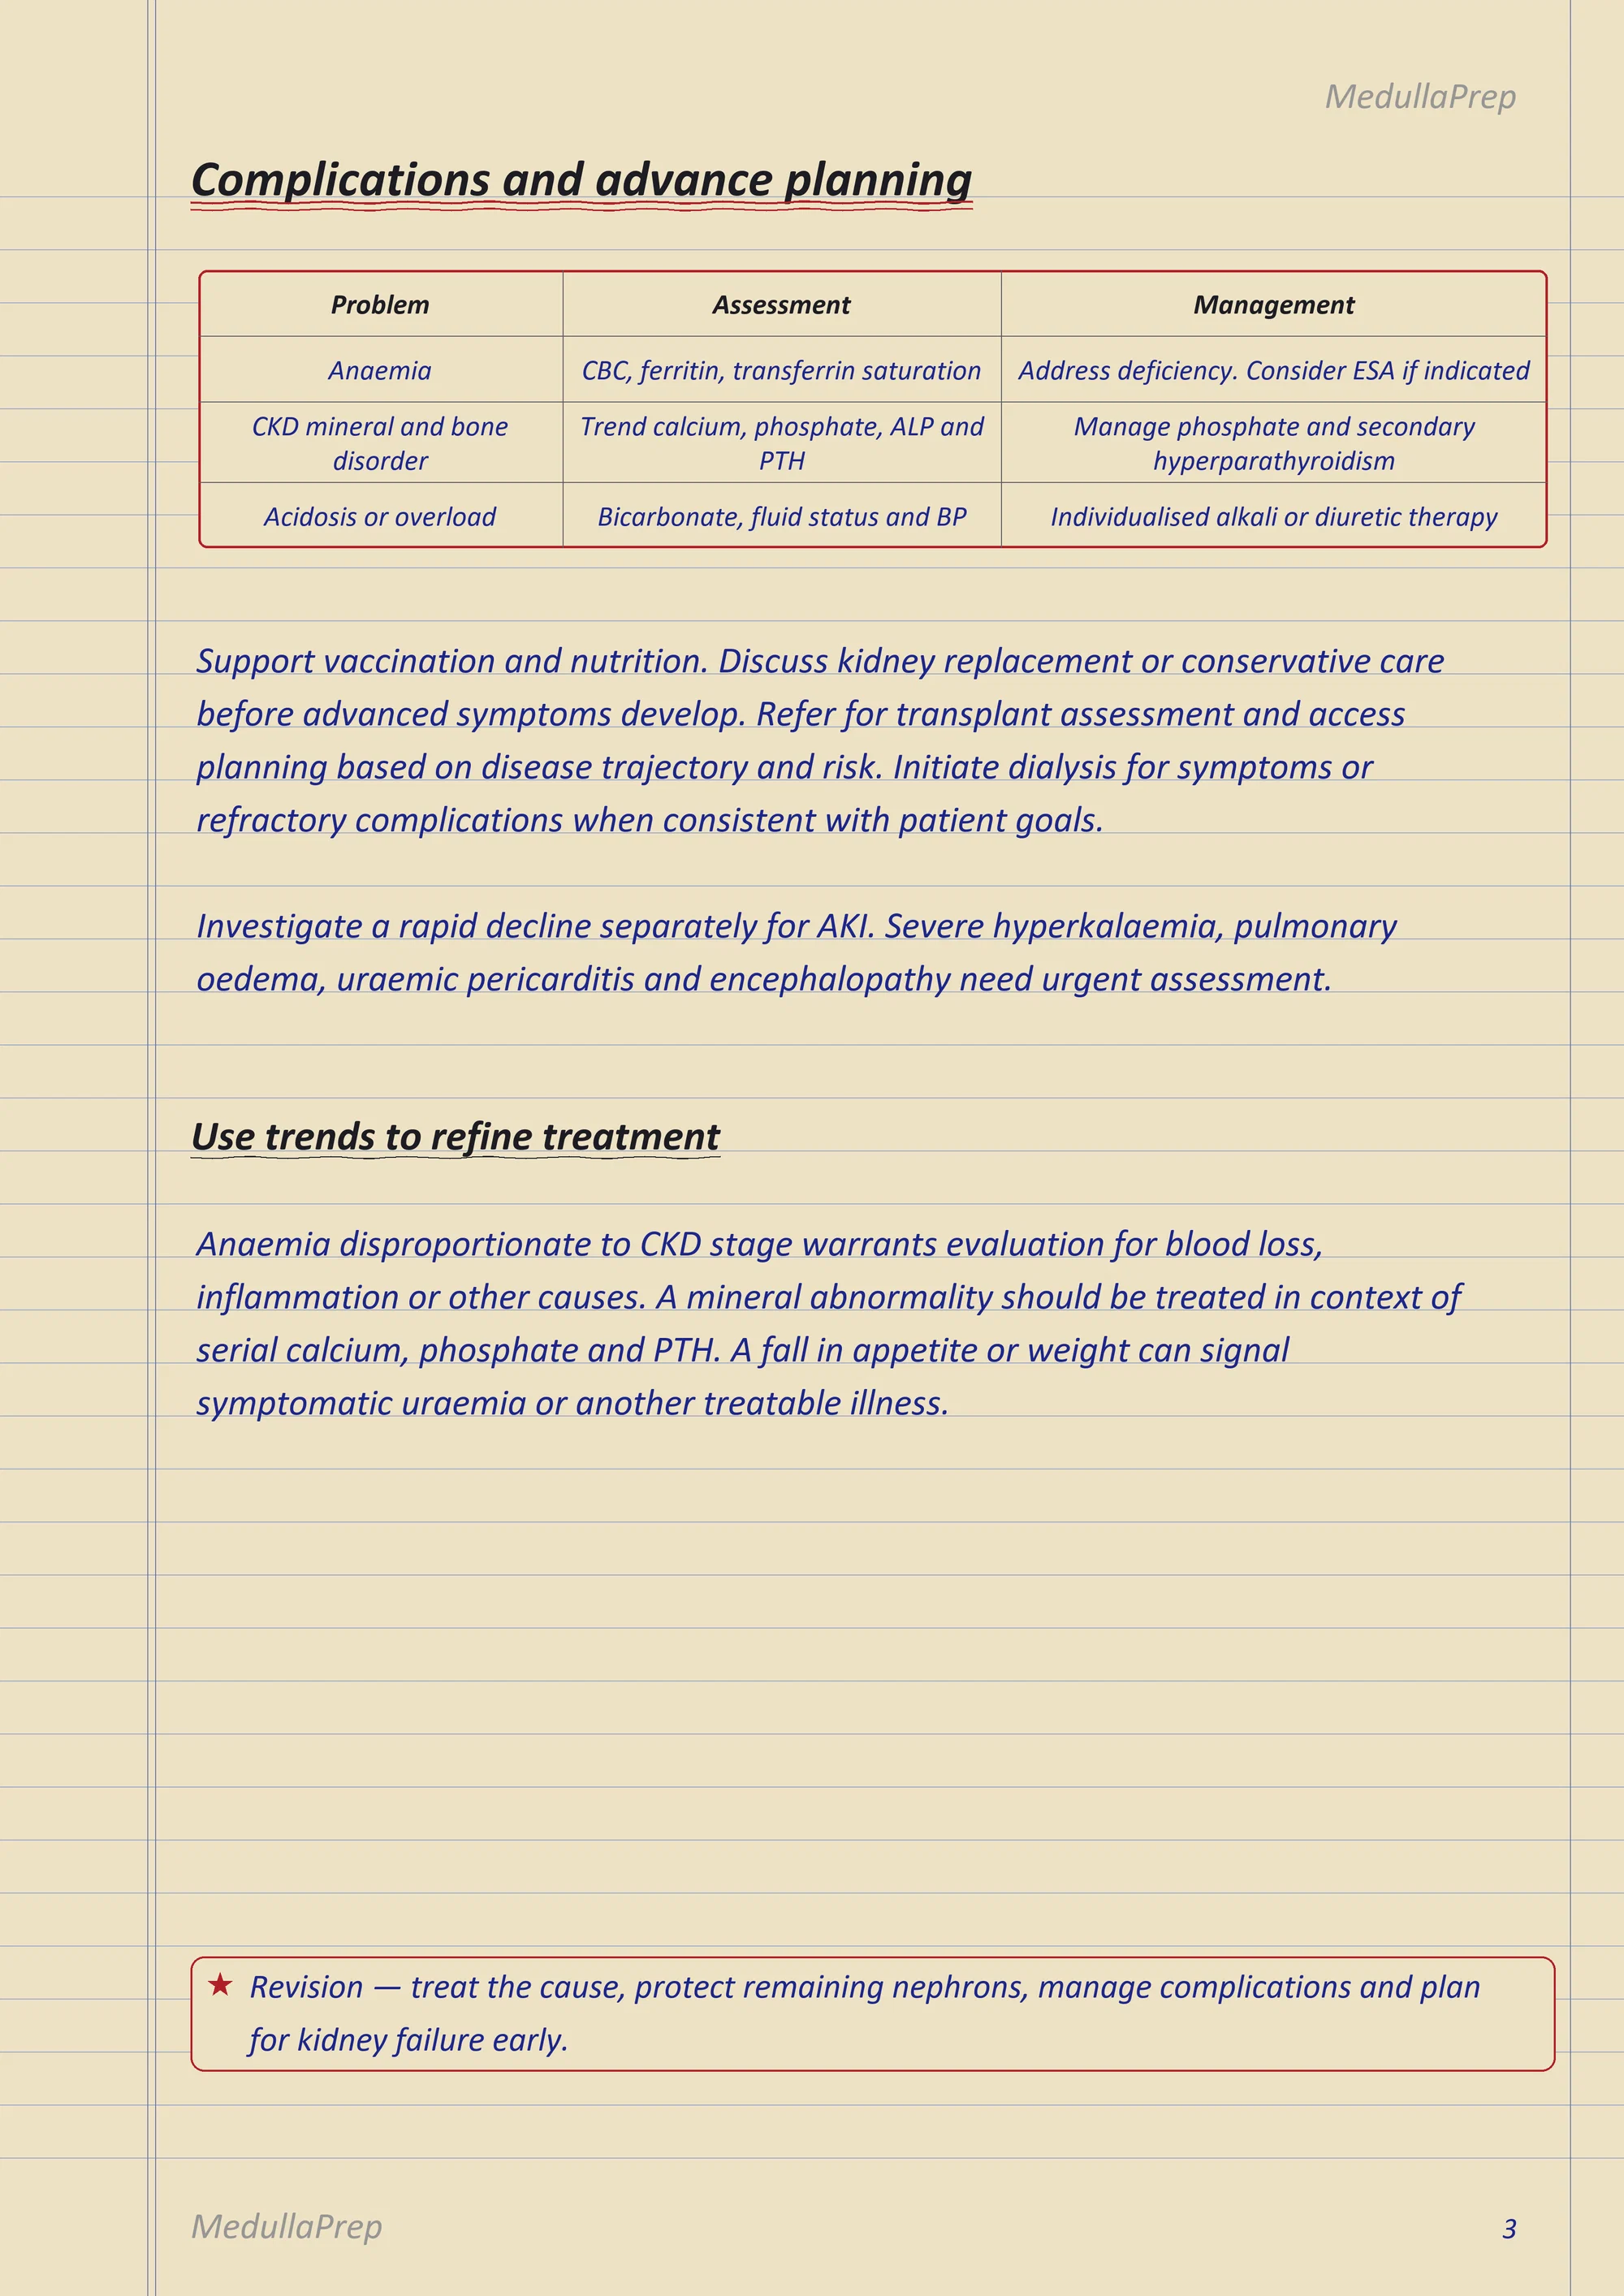 MedullaPrep
Complications and advance planning
Problem Assessment Management
Anaemia CBC, ferritin, transferrin saturation Address deficiency. Consider ESA if indicated
CKD mineral and bone disorder Trend calcium, phosphate, ALP and PTH Manage phosphate and secondary hyperparathyroidism
Acidosis or overload Bicarbonate, fluid status and BP Individualised alkali or diuretic therapy
Support vaccination and nutrition. Discuss kidney replacement or conservative care
before advanced symptoms develop. Refer for transplant assessment and access
planning based on disease trajectory and risk. Initiate dialysis for symptoms or
refractory complications when consistent with patient goals.
Investigate a rapid decline separately for AKI. Severe hyperkalaemia, pulmonary
oedema, uraemic pericarditis and encephalopathy need urgent assessment.
Use trends to refine treatment
Anaemia disproportionate to CKD stage warrants evaluation for blood loss,
inflammation or other causes. A mineral abnormality should be treated in context of
serial calcium, phosphate and PTH. A fall in appetite or weight can signal
symptomatic uraemia or another treatable illness.
★ Revision — treat the cause, protect remaining nephrons, manage complications and plan
for kidney failure early.
MedullaPrep 3